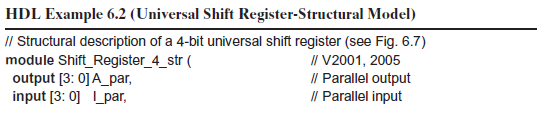 HDL Example 6.2 (Universal Shift Register-Structural Model)
// Structural description of a 4-bit universal shift register (see Fig. 6.7)
module Shift_Register_4_str ( // V2001, 2005
output [3: 0] A_par, // Parallel output
input [3: 0] I_par, // Parallel input